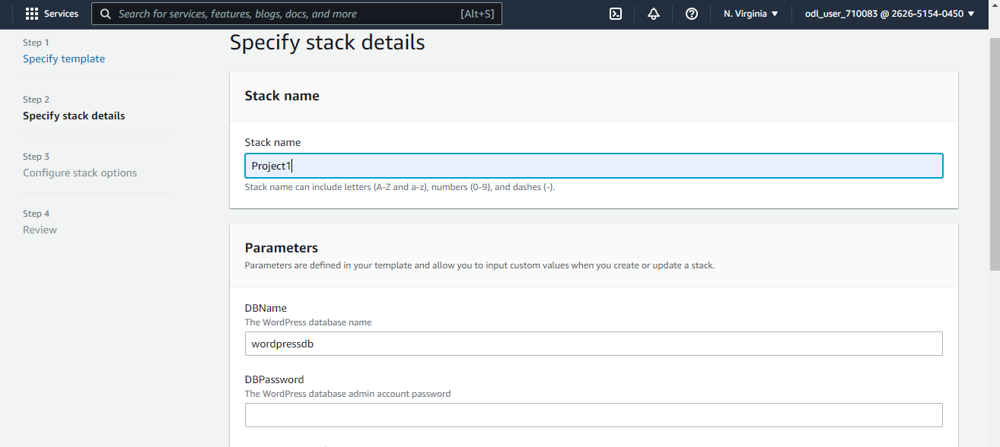 Services
Search for services, features, blogs, docs, and more [Alt+S]
N. Virginia ▼
odl_user_710083 @ 2626-5154-0450 ▼
Step 1
Specify template
Step 2
Specify stack details
Step 3
Configure stack options
Step 4
Review
Specify stack details
Stack name
Stack name
Project1
Stack name can include letters (A-Z and a-z), numbers (0-9), and dashes (-).
Parameters
Parameters are defined in your template and allow you to input custom values when you create or update a stack.
DBName
The WordPress database name
wordpressdb
DBPassword
The WordPress database admin account password